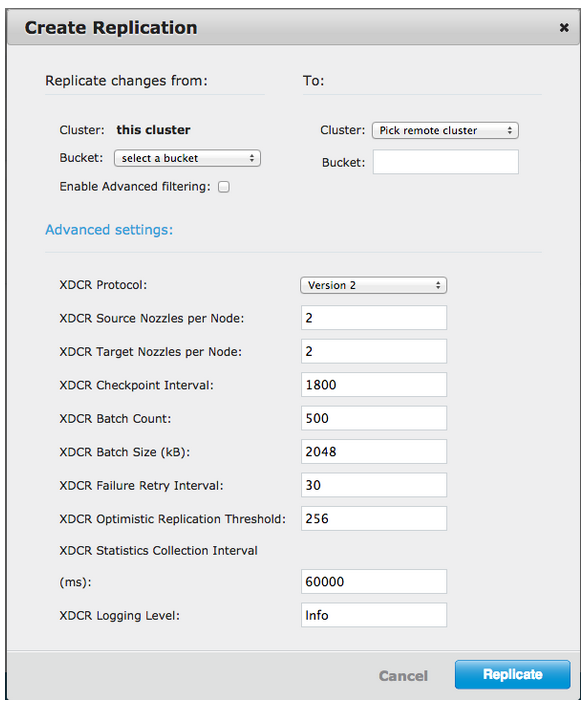 Create Replication
Replicate changes from: To:
Cluster: this cluster Cluster: Pick remote cluster
Bucket: select a bucket Bucket:
Enable Advanced filtering:
Advanced settings:
XDCR Protocol: Version 2
XDCR Source Nozzles per Node: 2
XDCR Target Nozzles per Node: 2
XDCR Checkpoint Interval: 1800
XDCR Batch Count: 500
XDCR Batch Size (kB): 2048
XDCR Failure Retry Interval: 30
XDCR Optimistic Replication Threshold: 256
XDCR Statistics Collection Interval
(ms): 60000
XDCR Logging Level: Info
Cancel Replicate